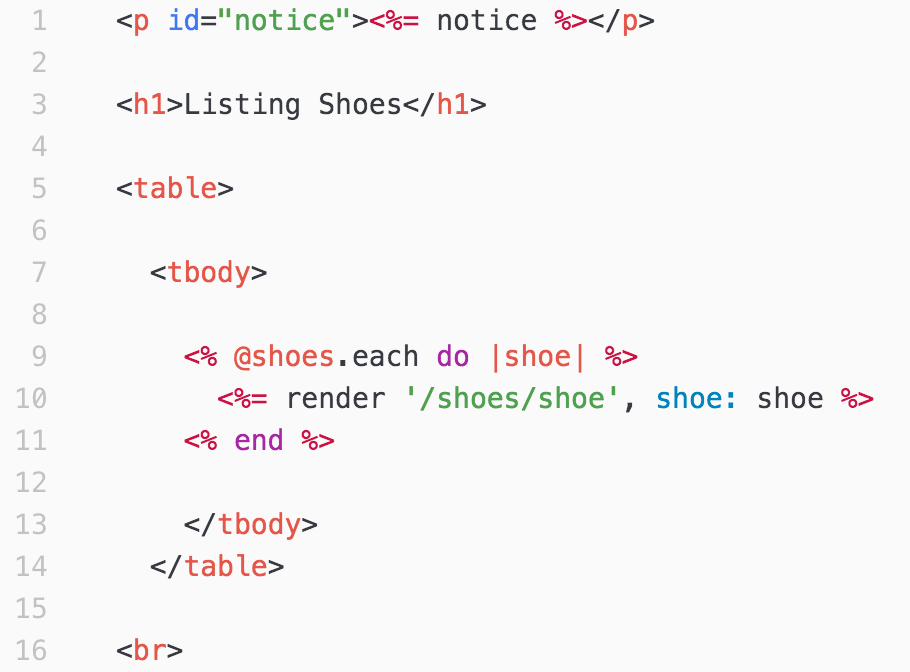 1 <p id="notice"><%= notice %></p>
2
3 <h1>Listing Shoes</h1>
4
5 <table>
6
7 <tbody>
8
9 <% @shoes.each do |shoe| %>
10 <%= render '/shoes/shoe', shoe: shoe %>
11 <% end %>
12
13 </tbody>
14 </table>
15
16 <br>